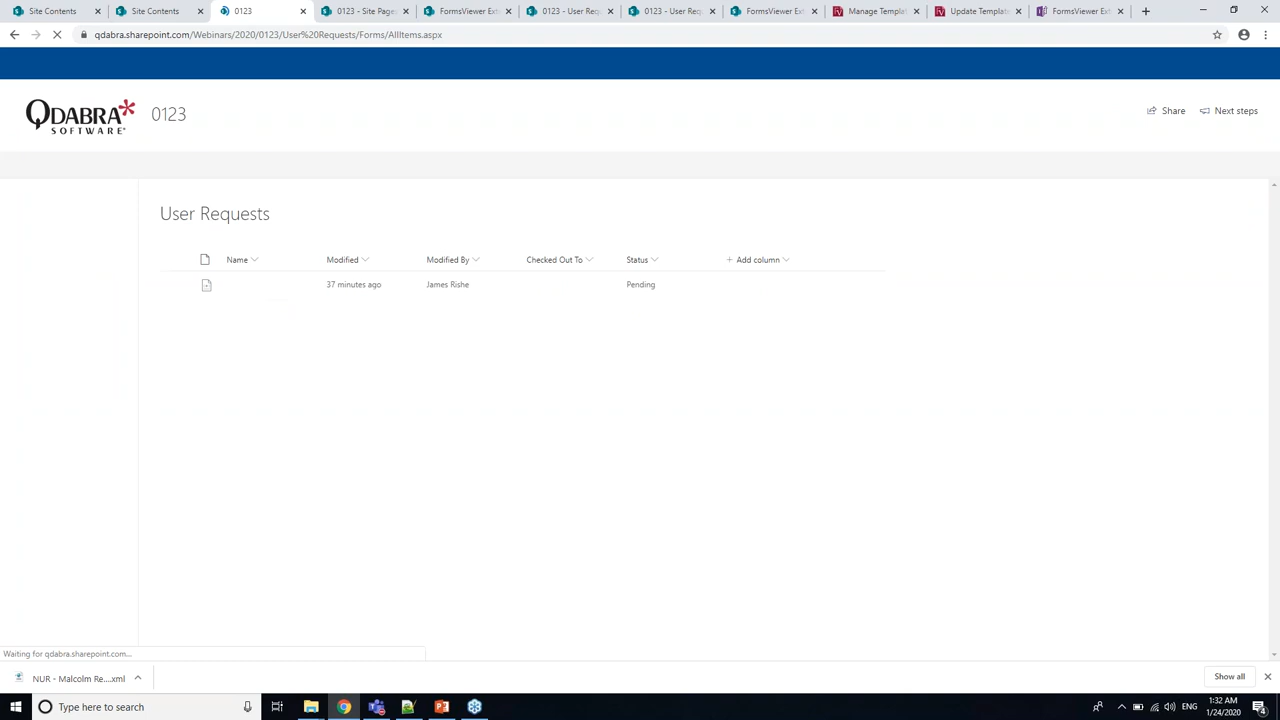 Site Contents
Site Contents
0123
0123 - Site Page
FormsViewer Ext
0123 - User Requ
0123 - User Requ
FormsViewer Ext
Manage Templat
Update Template
FormsViewer Ext
qdabra.sharepoint.com/Webinars/2020/0123/User%20Requests/Forms/AllItems.aspx
QDABRA
SOFTWARE
0123
Share
Next steps
User Requests
Name
Modified
Modified By
Checked Out To
Status
+ Add column
37 minutes ago
James Rishe
Pending
Waiting for qdabra.sharepoint.com...
NUR - Malcolm Re....xml
Show all
Type here to search
ENG
1:32 AM
1/24/2020
4